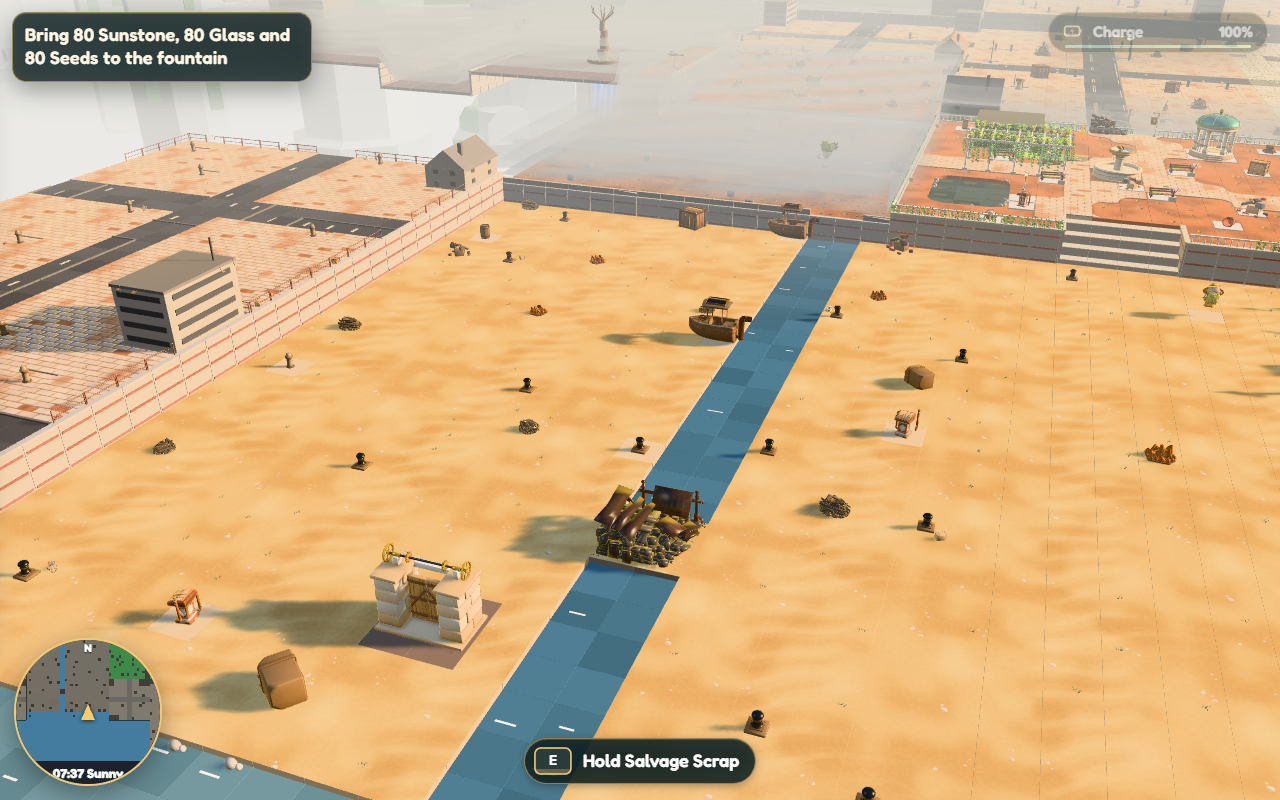 Bring 80 Sunstone, 80 Glass and
80 Seeds to the fountain
Charge 100%
N
07:37 Sunny
E Hold Salvage Scrap